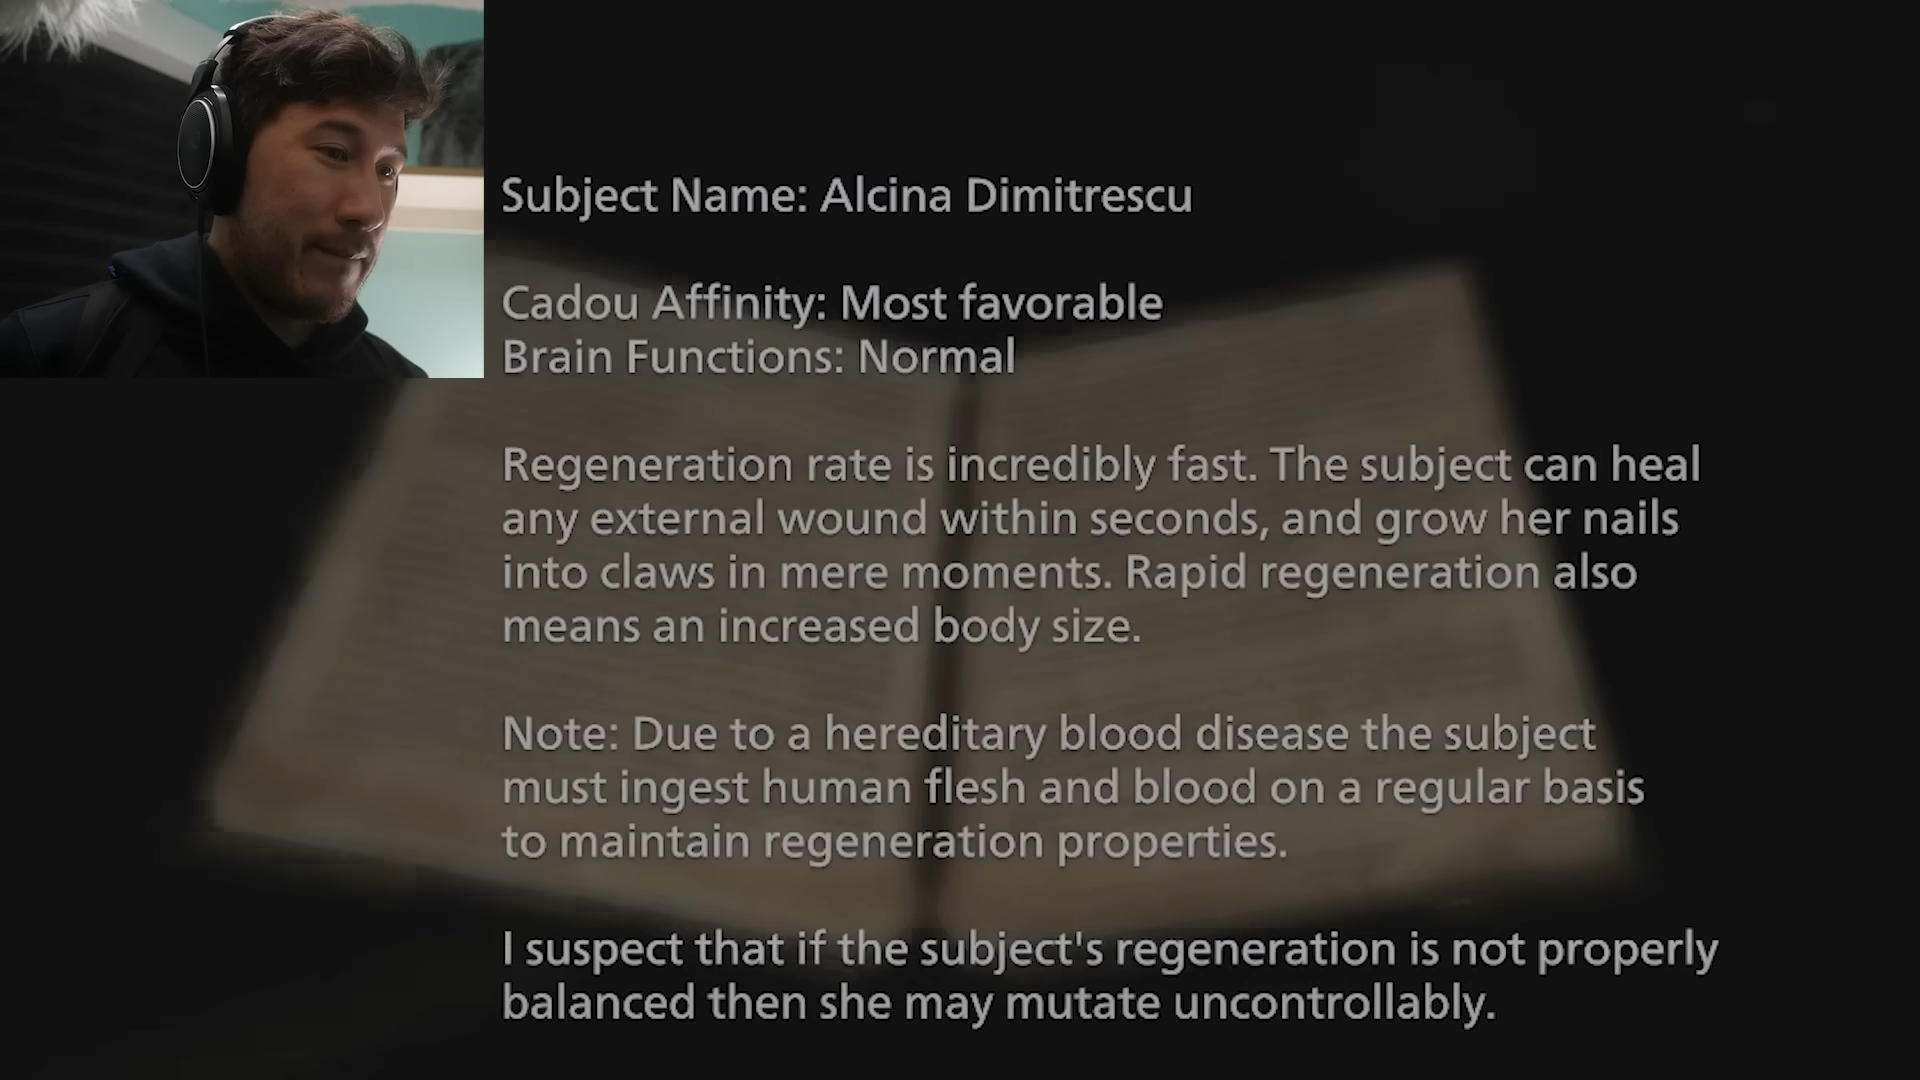 Subject Name: Alcina Dimitrescu
Cadou Affinity: Most favorable
Brain Functions: Normal
Regeneration rate is incredibly fast. The subject can heal
any external wound within seconds, and grow her nails
into claws in mere moments. Rapid regeneration also
means an increased body size.
Note: Due to a hereditary blood disease the subject
must ingest human flesh and blood on a regular basis
to maintain regeneration properties.
I suspect that if the subject's regeneration is not properly
balanced then she may mutate uncontrollably.